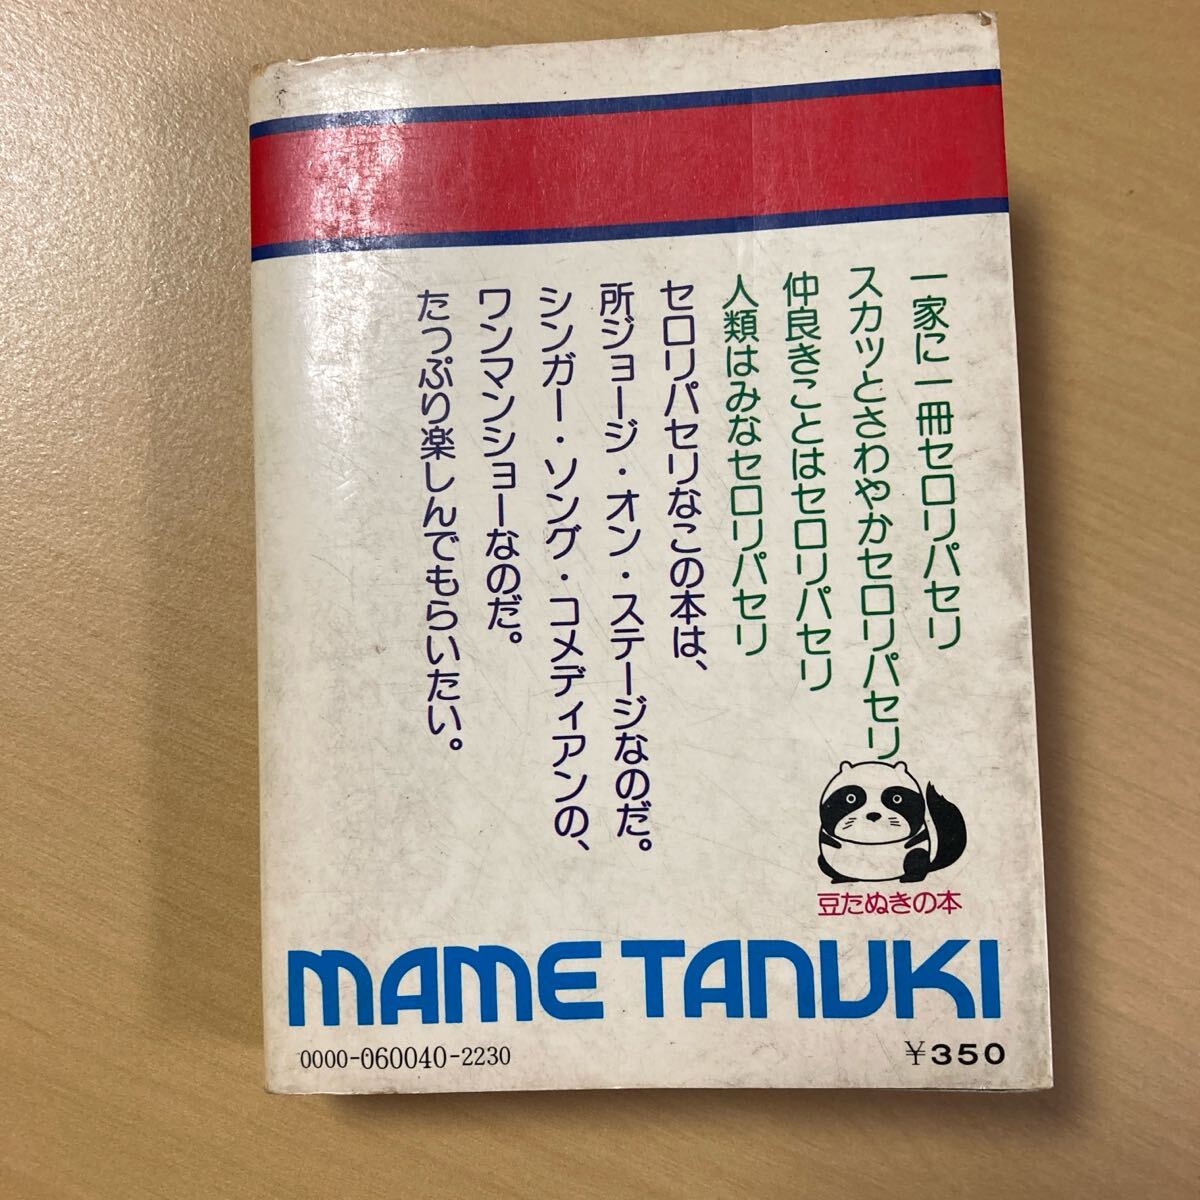 一家に一冊セロリパセリ
スカッとさわやかセロリパセリ
仲良きことはセロリパセリ
人類はみなセロリパセリ
セロリパセリなこの本は、
所ジョージ・オン・ステージなのだ。
シンガー・ソング・コメディアンの、
ワンマンショーなのだ。
たっぷり楽しんでもらいたい。
豆たぬきの本
MAME TANUKI
0000-060040-2230
￥350